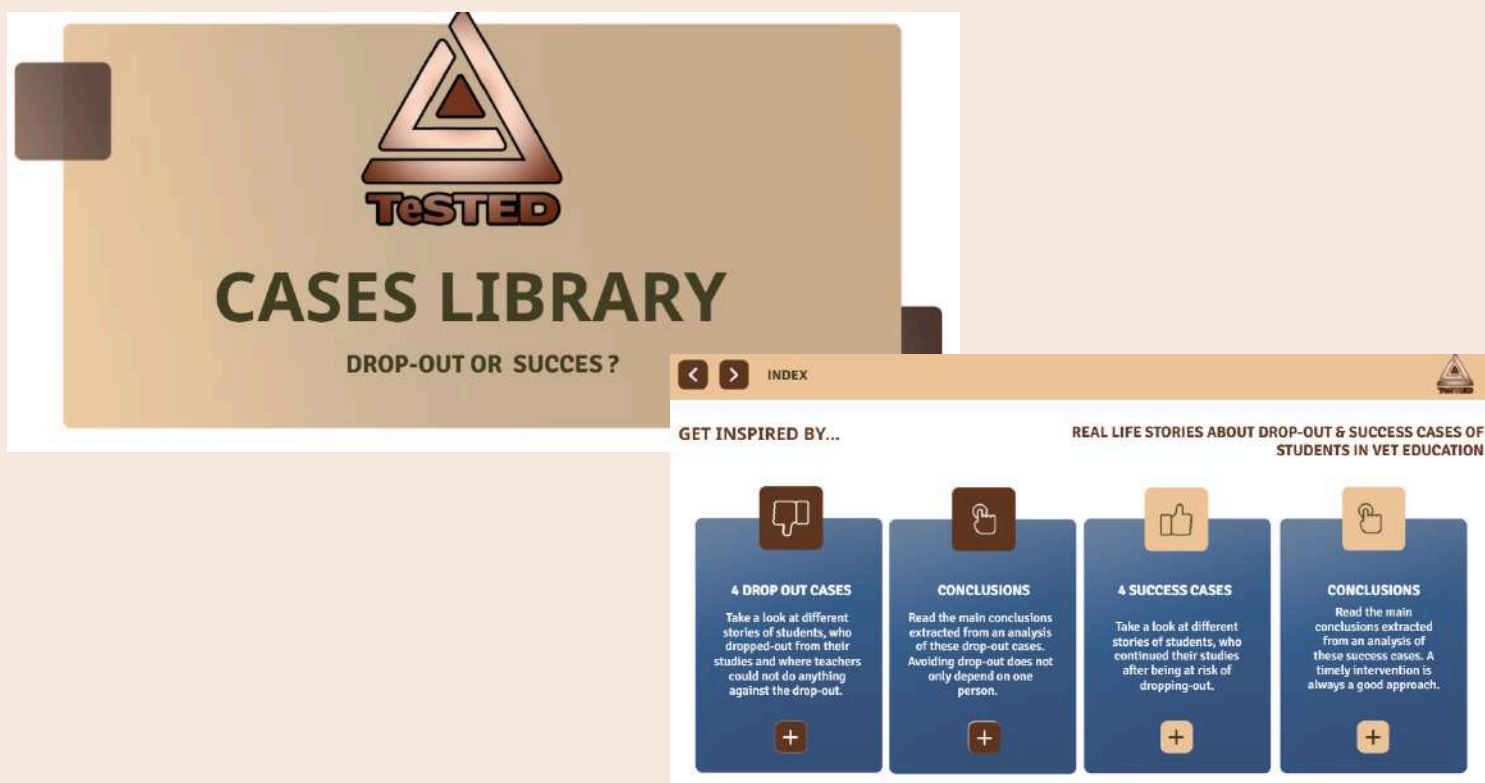 TeSTED
CASES LIBRARY
DROP-OUT OR SUCCES ?
INDEX
TeSTED
GET INSPIRED BY...
REAL LIFE STORIES ABOUT DROP-OUT & SUCCESS CASES OF
STUDENTS IN VET EDUCATION
4 DROP OUT CASES
Take a look at different
stories of students, who
dropped-out from their
studies and where teachers
could not do anything
against the drop-out.
CONCLUSIONS
Read the main conclusions
extracted from an analysis
of these drop-out cases.
Avoiding drop-out does not
only depend on one
person.
4 SUCCESS CASES
Take a look at different
stories of students, who
continued their studies
after being at risk of
dropping-out.
CONCLUSIONS
Read the main
conclusions extracted
from an analysis of
these success cases. A
timely intervention is
always a good approach.